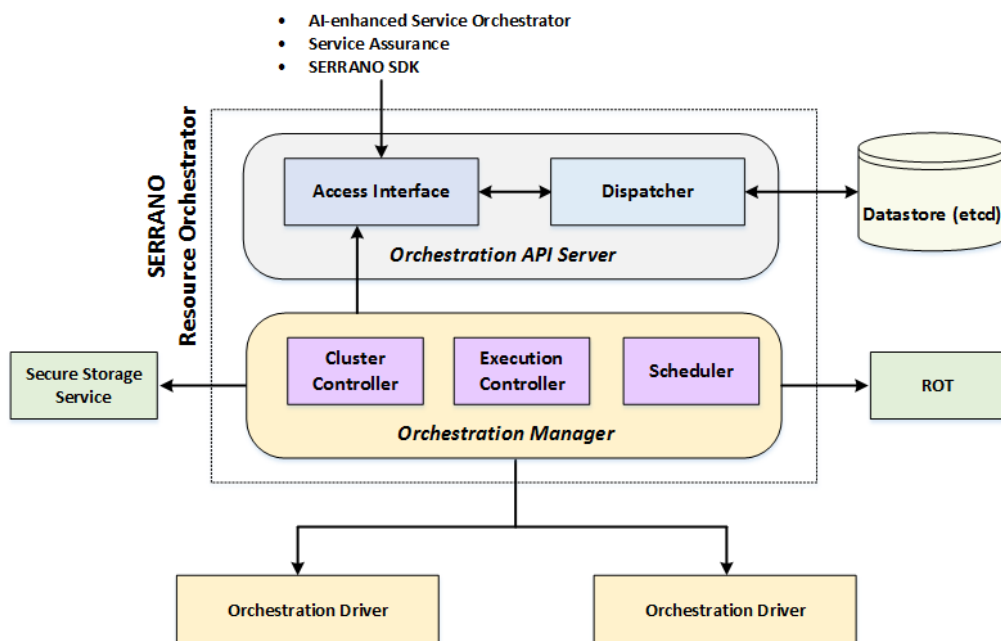 • AI-enhanced Service Orchestrator
• Service Assurance
• SERRANO SDK
SERRANO
Resource Orchestrator
Access Interface
Dispatcher
Datastore (etcd)
Orchestration API Server
Cluster
Controller
Execution
Controller
Scheduler
Secure Storage
Service
ROT
Orchestration Manager
Orchestration Driver
Orchestration Driver